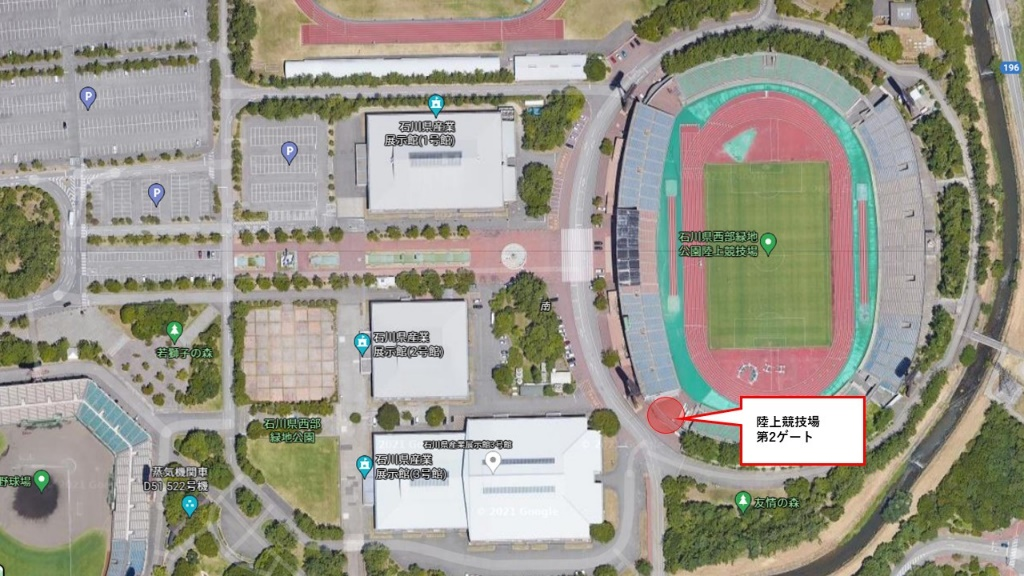 196
P
石川県産業
展示館(1号館)
P
P
石川県西部緑地
公園陸上競技場
南
石川県産業
展示館(2号館)
若獅子の森
陸上競技場
第2ゲート
石川県西部
緑地公園
石川県産業展示館3号館
石川県産業
展示館(3号館)
蒸気機関車
D51 522号機
野球場
友情の森
© 2021 Google